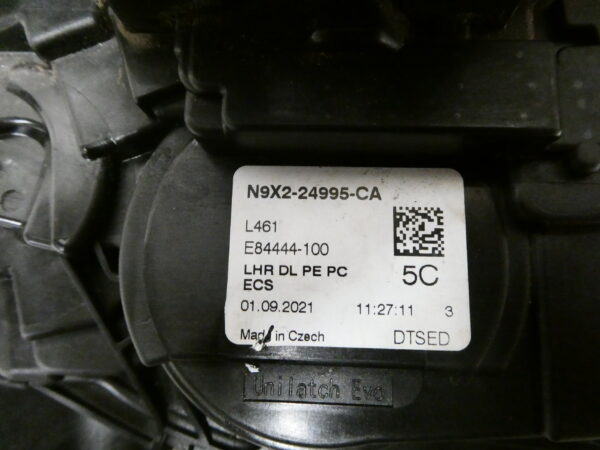 N9X2-24995-CA
L461
E84444-100
LHR DL PE PC
5C
ECS
01.09.2021 11:27:11 3
Made in Czech DTSED
Unilatch Evo